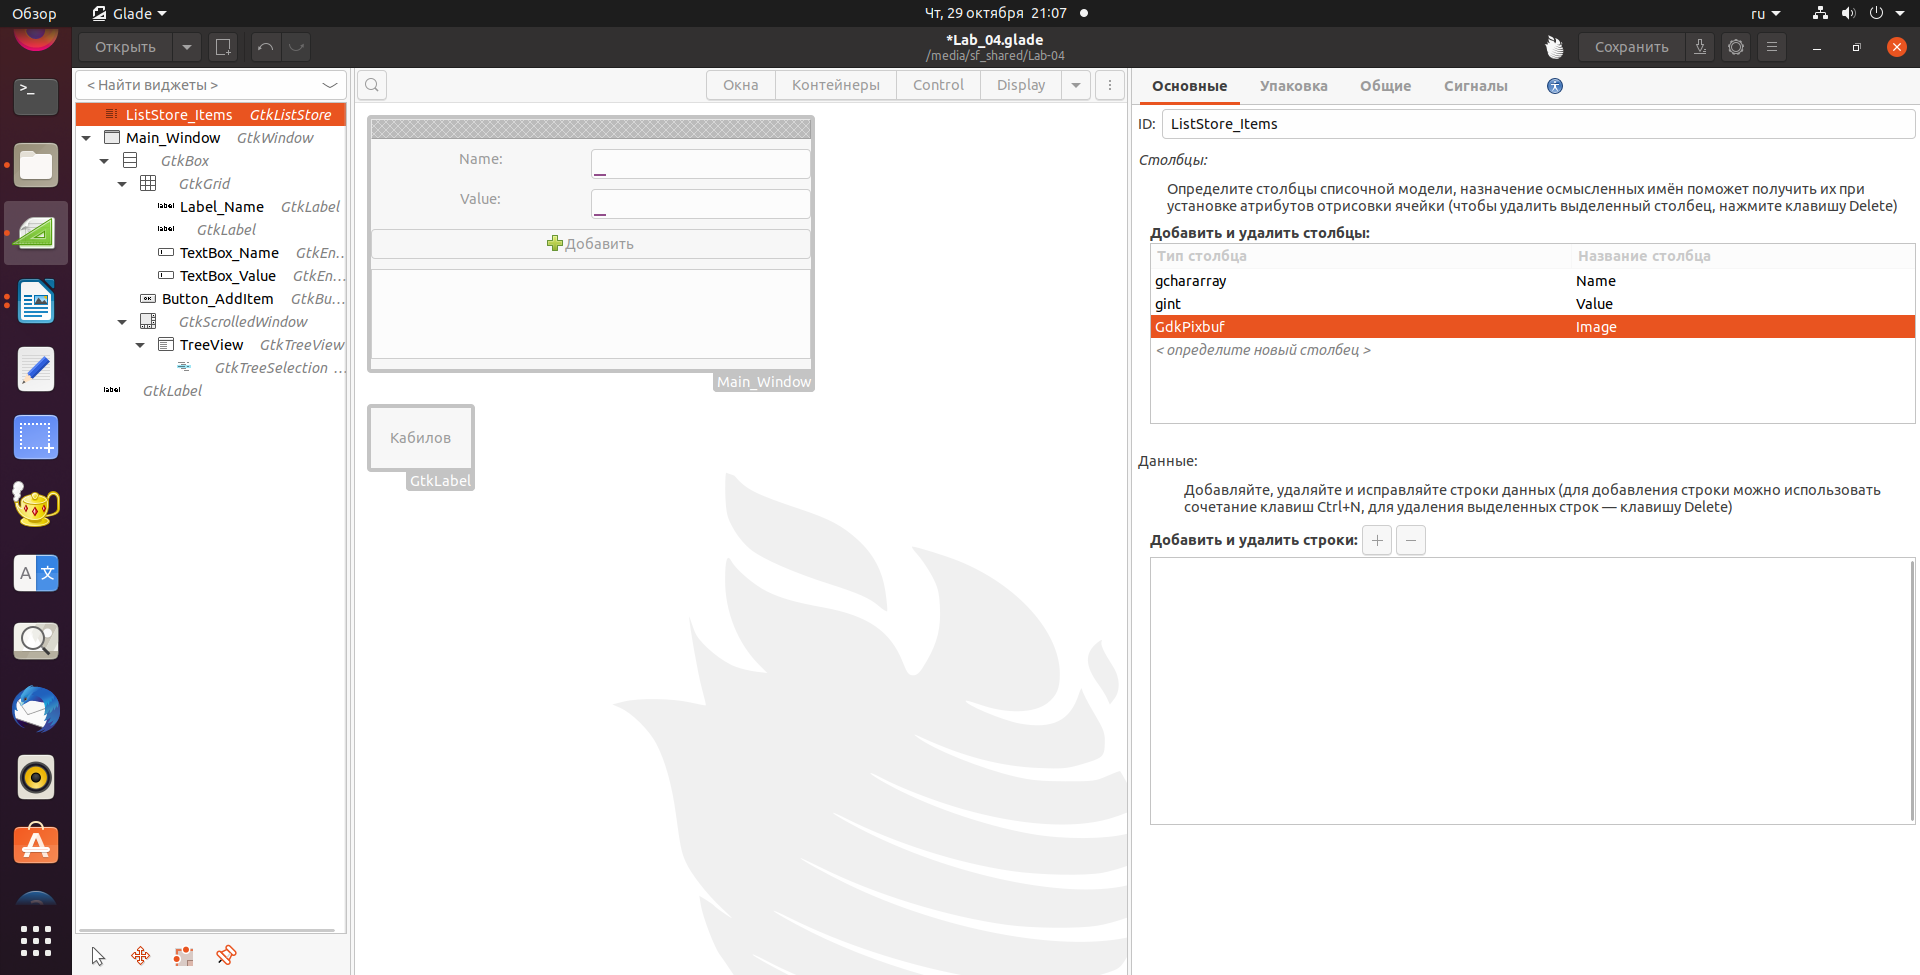 Обзор
Glade
Чт, 29 октября 21:07
ru
Открыть
*Lab_04.glade
/media/sf_shared/Lab-04
Сохранить
< Найти виджеты >
ListStore_Items GtkListStore
Main_Window GtkWindow
GtkBox
GtkGrid
label Label_Name GtkLabel
label GtkLabel
TextBox_Name GtkEn...
TextBox_Value GtkEn...
OK Button_AddItem GtkBu...
GtkScrolledWindow
TreeView GtkTreeView
GtkTreeSelection ...
label GtkLabel
Окна
Контейнеры
Control
Display
Name:
Value:
Добавить
Main_Window
Кабилов
GtkLabel
Основные
Упаковка
Общие
Сигналы
ID: ListStore_Items
Столбцы:
Определите столбцы списочной модели, назначение осмысленных имён поможет получить их при
установке атрибутов отрисовки ячейки (чтобы удалить выделенный столбец, нажмите клавишу Delete)
Добавить и удалить столбцы:
Тип столбца Название столбца
gchararray Name
gint Value
GdkPixbuf Image
< определите новый столбец >
Данные:
Добавляйте, удаляйте и исправляйте строки данных (для добавления строки можно использовать
сочетание клавиш Ctrl+N, для удаления выделенных строк — клавишу Delete)
Добавить и удалить строки: